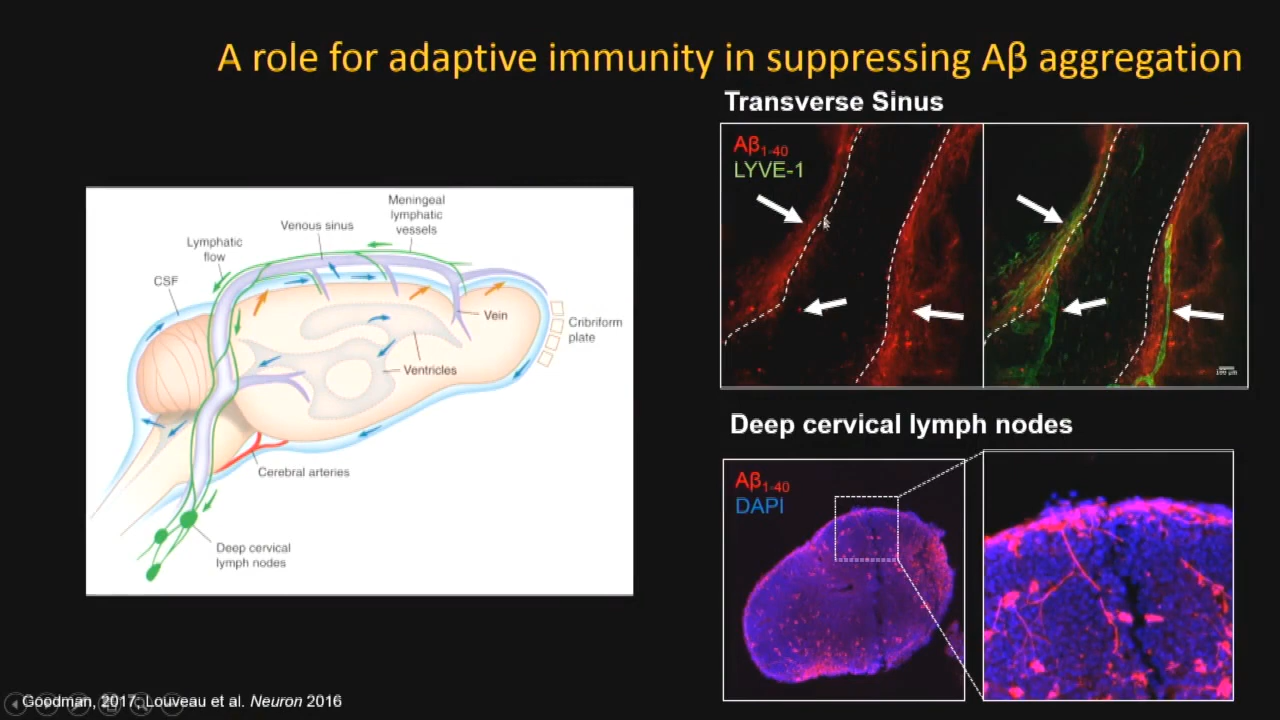 A role for adaptive immunity in suppressing Aβ aggregation
Transverse Sinus
Aβ1-40
LYVE-1
100 µm
Meningeal
lymphatic
vessels
Venous sinus
Lymphatic
flow
CSF
Vein
Cribriform
plate
Ventricles
Cerebral arteries
Deep cervical
lymph nodes
Deep cervical lymph nodes
Aβ1-40
DAPI
Goodman, 2017; Louveau et al. Neuron 2016